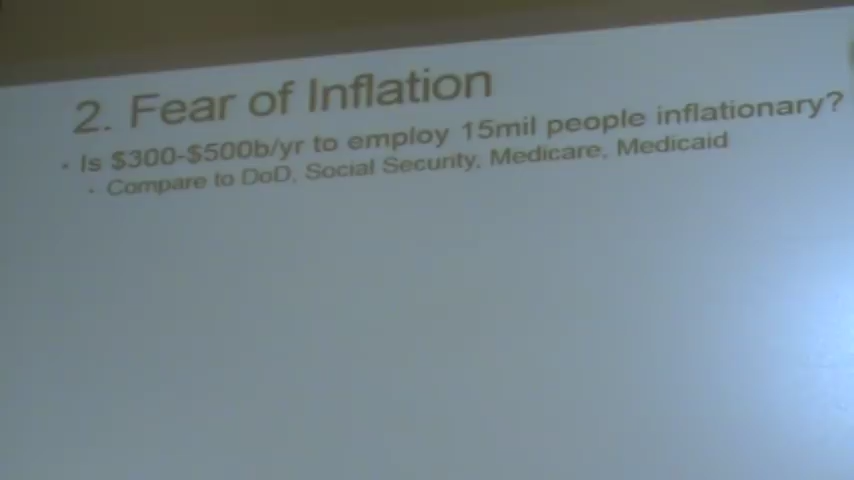 2. Fear of Inflation
· Is $300-$500b/yr to employ 15mil people inflationary?
· Compare to DoD, Social Security, Medicare, Medicaid